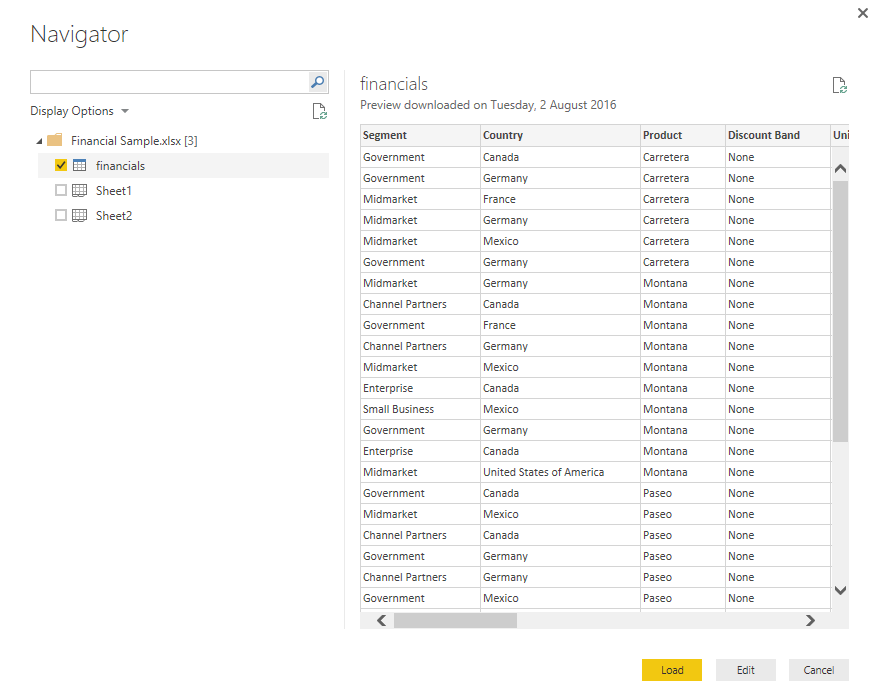 Navigator
Display Options
Financial Sample.xlsx [3]
financials
Sheet1
Sheet2
financials
Preview downloaded on Tuesday, 2 August 2016
Segment Country Product Discount Band Uni
Government Canada Carretera None
Government Germany Carretera None
Midmarket France Carretera None
Midmarket Germany Carretera None
Midmarket Mexico Carretera None
Government Germany Carretera None
Midmarket Germany Montana None
Channel Partners Canada Montana None
Government France Montana None
Channel Partners Germany Montana None
Midmarket Mexico Montana None
Enterprise Canada Montana None
Small Business Mexico Montana None
Government Germany Montana None
Enterprise Canada Montana None
Midmarket United States of America Montana None
Government Canada Paseo None
Midmarket Mexico Paseo None
Channel Partners Canada Paseo None
Government Germany Paseo None
Channel Partners Germany Paseo None
Government Mexico Paseo None
Load Edit Cancel